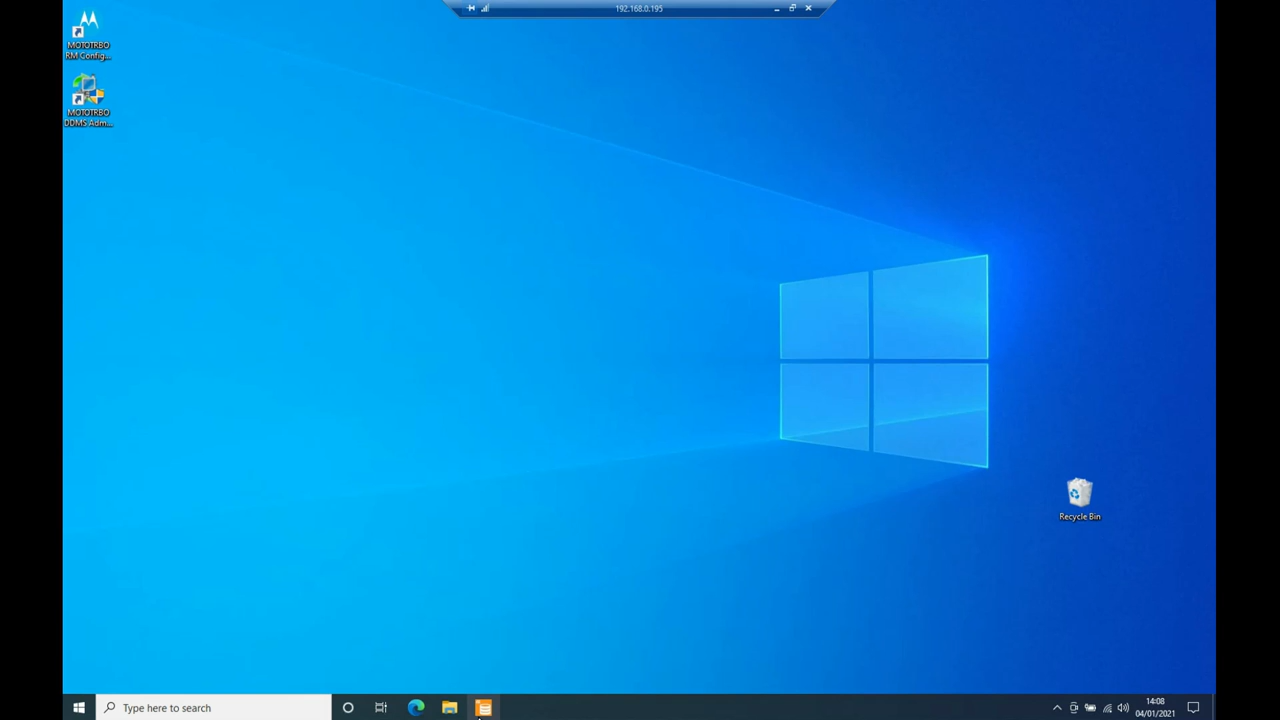 192.168.0.195
MOTOTRBO
RM Config...
MOTOTRBO
DDMS Adm...
Recycle Bin
Type here to search
14:08
04/01/2021